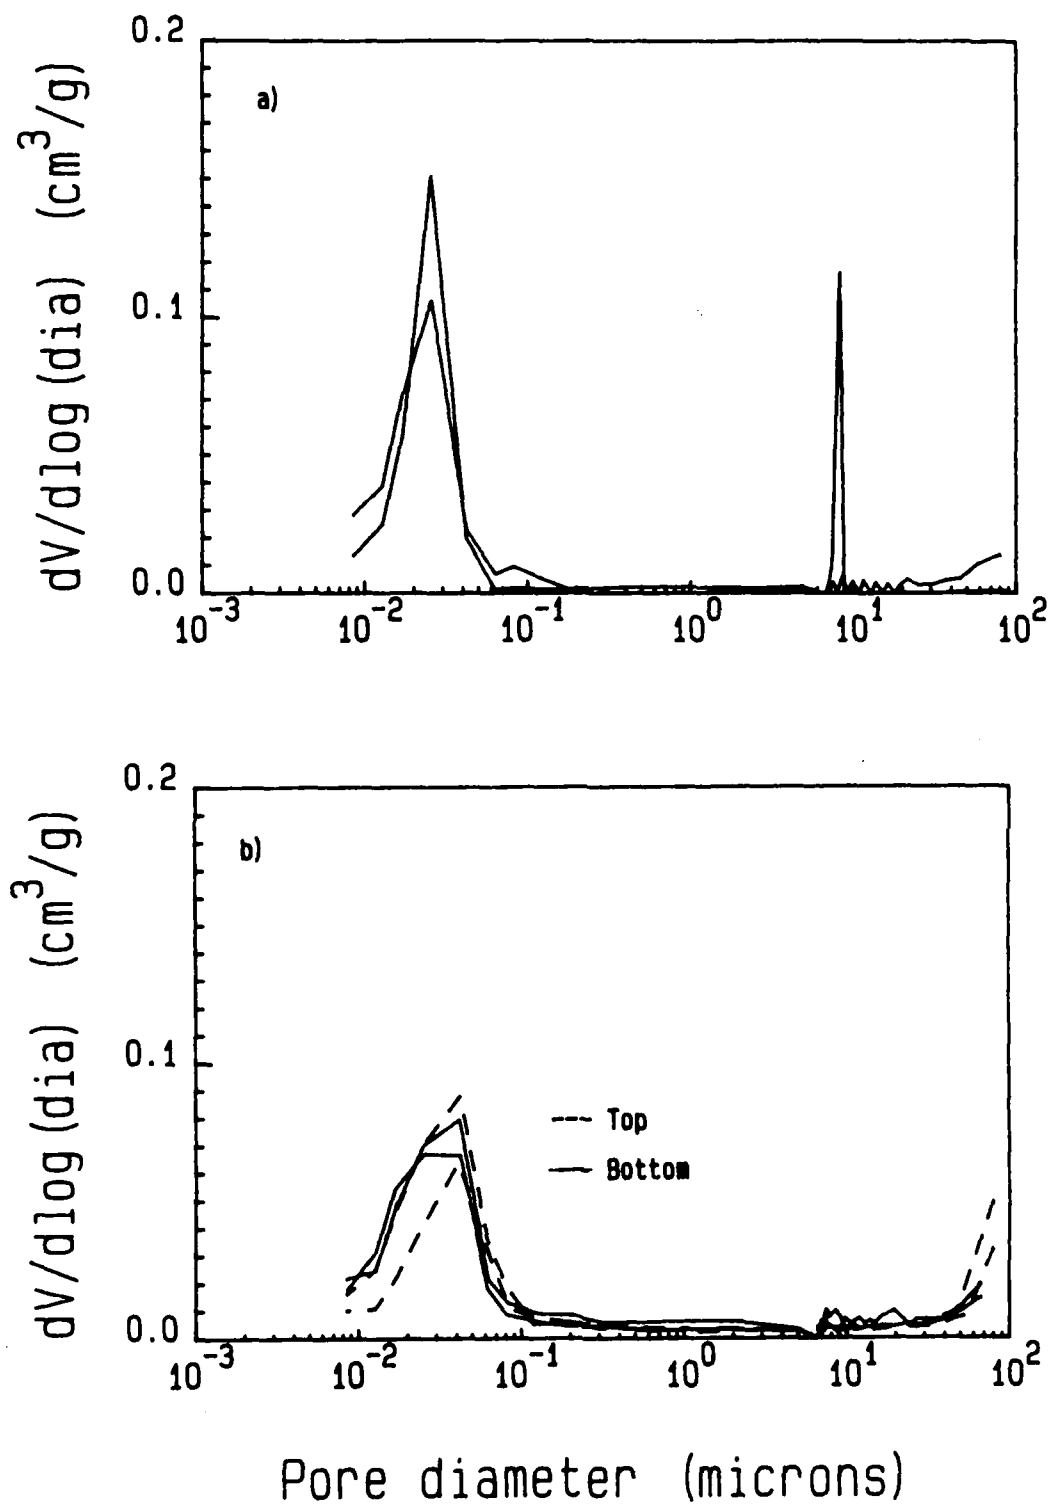 0.2
a)
dV/dlog(dia) (cm³/g)
0.1
0.0
10⁻³ 10⁻² 10⁻¹ 10⁰ 10¹ 10²
0.2
b)
dV/dlog(dia) (cm³/g)
0.1
--- Top
— Bottom
0.0
10⁻³ 10⁻² 10⁻¹ 10⁰ 10¹ 10²
Pore diameter (microns)